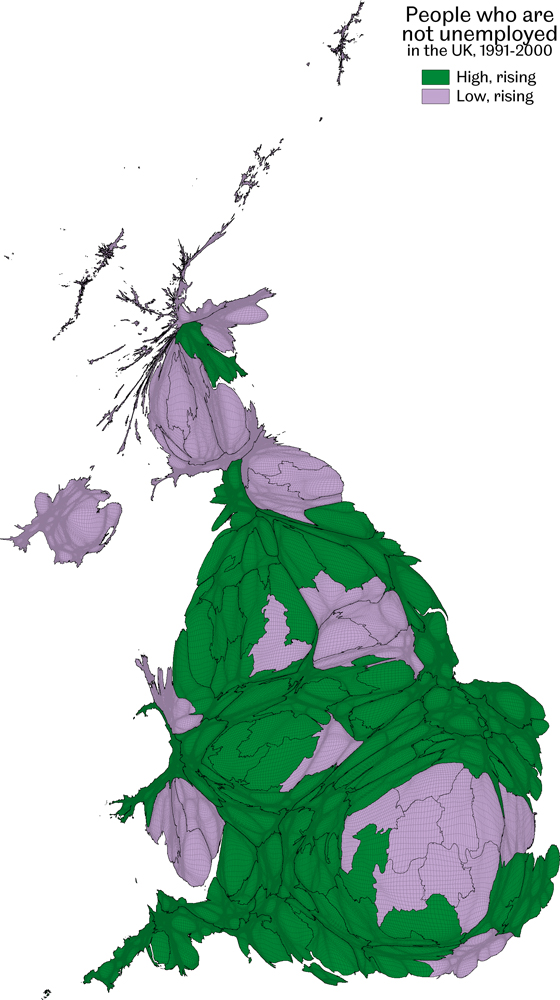 People who are
not unemployed
in the UK, 1991-2000
High, rising
Low, rising